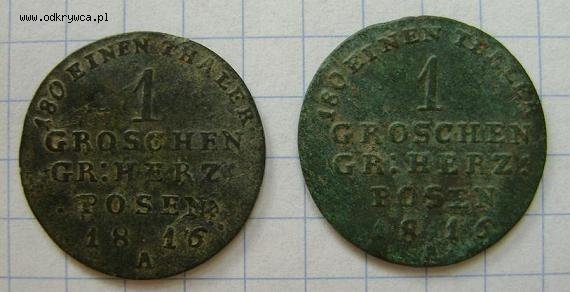 www.odkrywca.pl
180 EINEN THALER
1
GROSCHEN
GR: HERZ:
· POSEN:
1816
A
180 EINEN THALER
1
GROSCHEN
GR: HERZ:
POSEN
1816